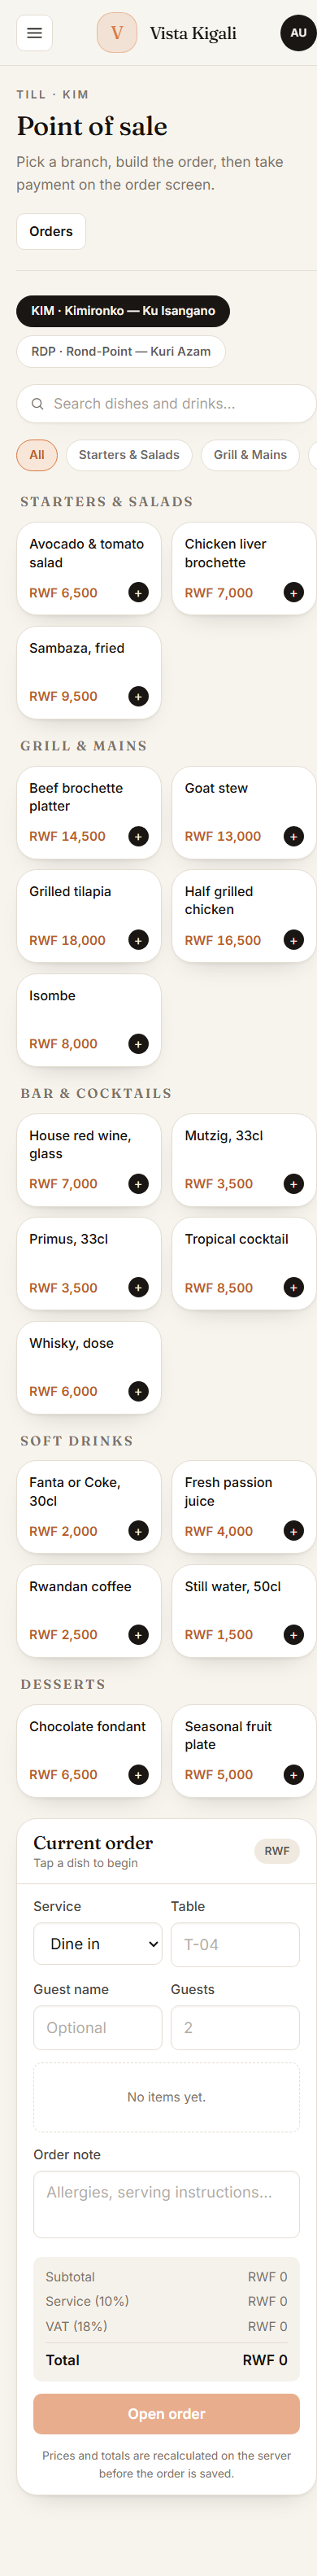 V
Vista Kigali
AU
TILL · KIM
Point of sale
Pick a branch, build the order, then take
payment on the order screen.
Orders
KIM · Kimironko — Ku Isangano
RDP · Rond-Point — Kuri Azam
Search dishes and drinks...
All
Starters & Salads
Grill & Mains
STARTERS & SALADS
Avocado & tomato
salad
RWF 6,500
+
Chicken liver
brochette
RWF 7,000
+
Sambaza, fried
RWF 9,500
+
GRILL & MAINS
Beef brochette
platter
RWF 14,500
+
Goat stew
RWF 13,000
+
Grilled tilapia
RWF 18,000
+
Half grilled
chicken
RWF 16,500
+
Isombe
RWF 8,000
+
BAR & COCKTAILS
House red wine,
glass
RWF 7,000
+
Mutzig, 33cl
RWF 3,500
+
Primus, 33cl
RWF 3,500
+
Tropical cocktail
RWF 8,500
+
Whisky, dose
RWF 6,000
+
SOFT DRINKS
Fanta or Coke,
30cl
RWF 2,000
+
Fresh passion
juice
RWF 4,000
+
Rwandan coffee
RWF 2,500
+
Still water, 50cl
RWF 1,500
+
DESSERTS
Chocolate fondant
RWF 6,500
+
Seasonal fruit
plate
RWF 5,000
+
Current order
Tap a dish to begin
RWF
Service
Table
Dine in
T-04
Guest name
Guests
Optional
2
No items yet.
Order note
Allergies, serving instructions...
Subtotal RWF 0
Service (10%) RWF 0
VAT (18%) RWF 0
Total RWF 0
Open order
Prices and totals are recalculated on the server
before the order is saved.